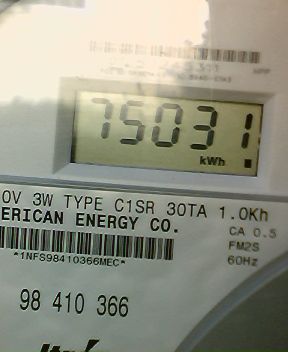 75031
kWh
0V 3W TYPE C1SR 30TA 1.0Kh
ERICAN ENERGY CO.
CA 0.5
FM2S
60Hz
*1NFS98410366MEC*
98 410 366